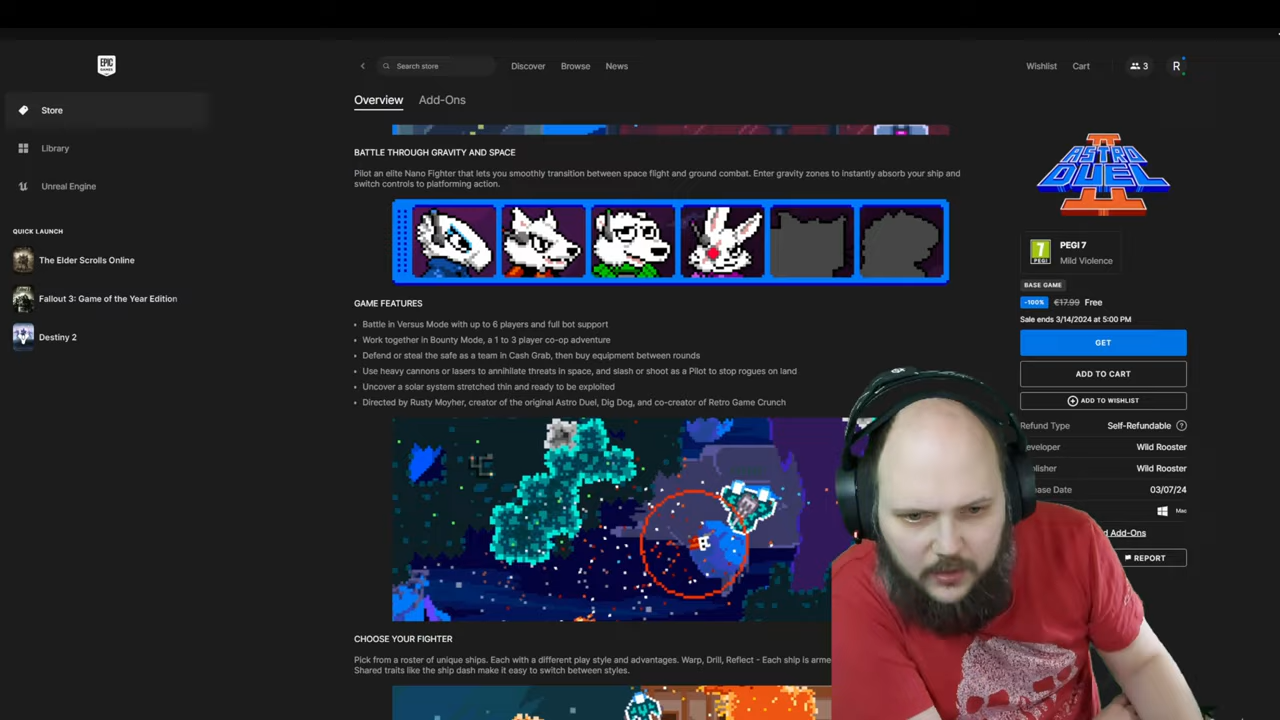 EPIC
GAMES
Search store
Discover
Browse
News
Wishlist
Cart
3
R
Store
Library
Unreal Engine
QUICK LAUNCH
The Elder Scrolls Online
Fallout 3: Game of the Year Edition
Destiny 2
Overview
Add-Ons
BATTLE THROUGH GRAVITY AND SPACE
Pilot an elite Nano Fighter that lets you smoothly transition between space flight and ground combat. Enter gravity zones to instantly absorb your ship and
switch controls to platforming action.
GAME FEATURES
• Battle in Versus Mode with up to 6 players and full bot support
• Work together in Bounty Mode, a 1 to 3 player co-op adventure
• Defend or steal the safe as a team in Cash Grab, then buy equipment between rounds
• Use heavy cannons or lasers to annihilate threats in space, and slash or shoot as a Pilot to stop rogues on land
• Uncover a solar system stretched thin and ready to be exploited
• Directed by Rusty Moyher, creator of the original Astro Duel, Dig Dog, and co-creator of Retro Game Crunch
CHOOSE YOUR FIGHTER
Pick from a roster of unique ships. Each with a different play style and advantages. Warp, Drill, Reflect - Each ship is arme
Shared traits like the ship dash make it easy to switch between styles.
ASTRO
DUEL
II
7
PEGI
PEGI 7
Mild Violence
BASE GAME
-100% €17.99 Free
Sale ends 3/14/2024 at 5:00 PM
GET
ADD TO CART
ADD TO WISHLIST
Refund Type Self-Refundable
eveloper Wild Rooster
blisher Wild Rooster
ease Date 03/07/24
Mac
d Add-Ons
REPORT